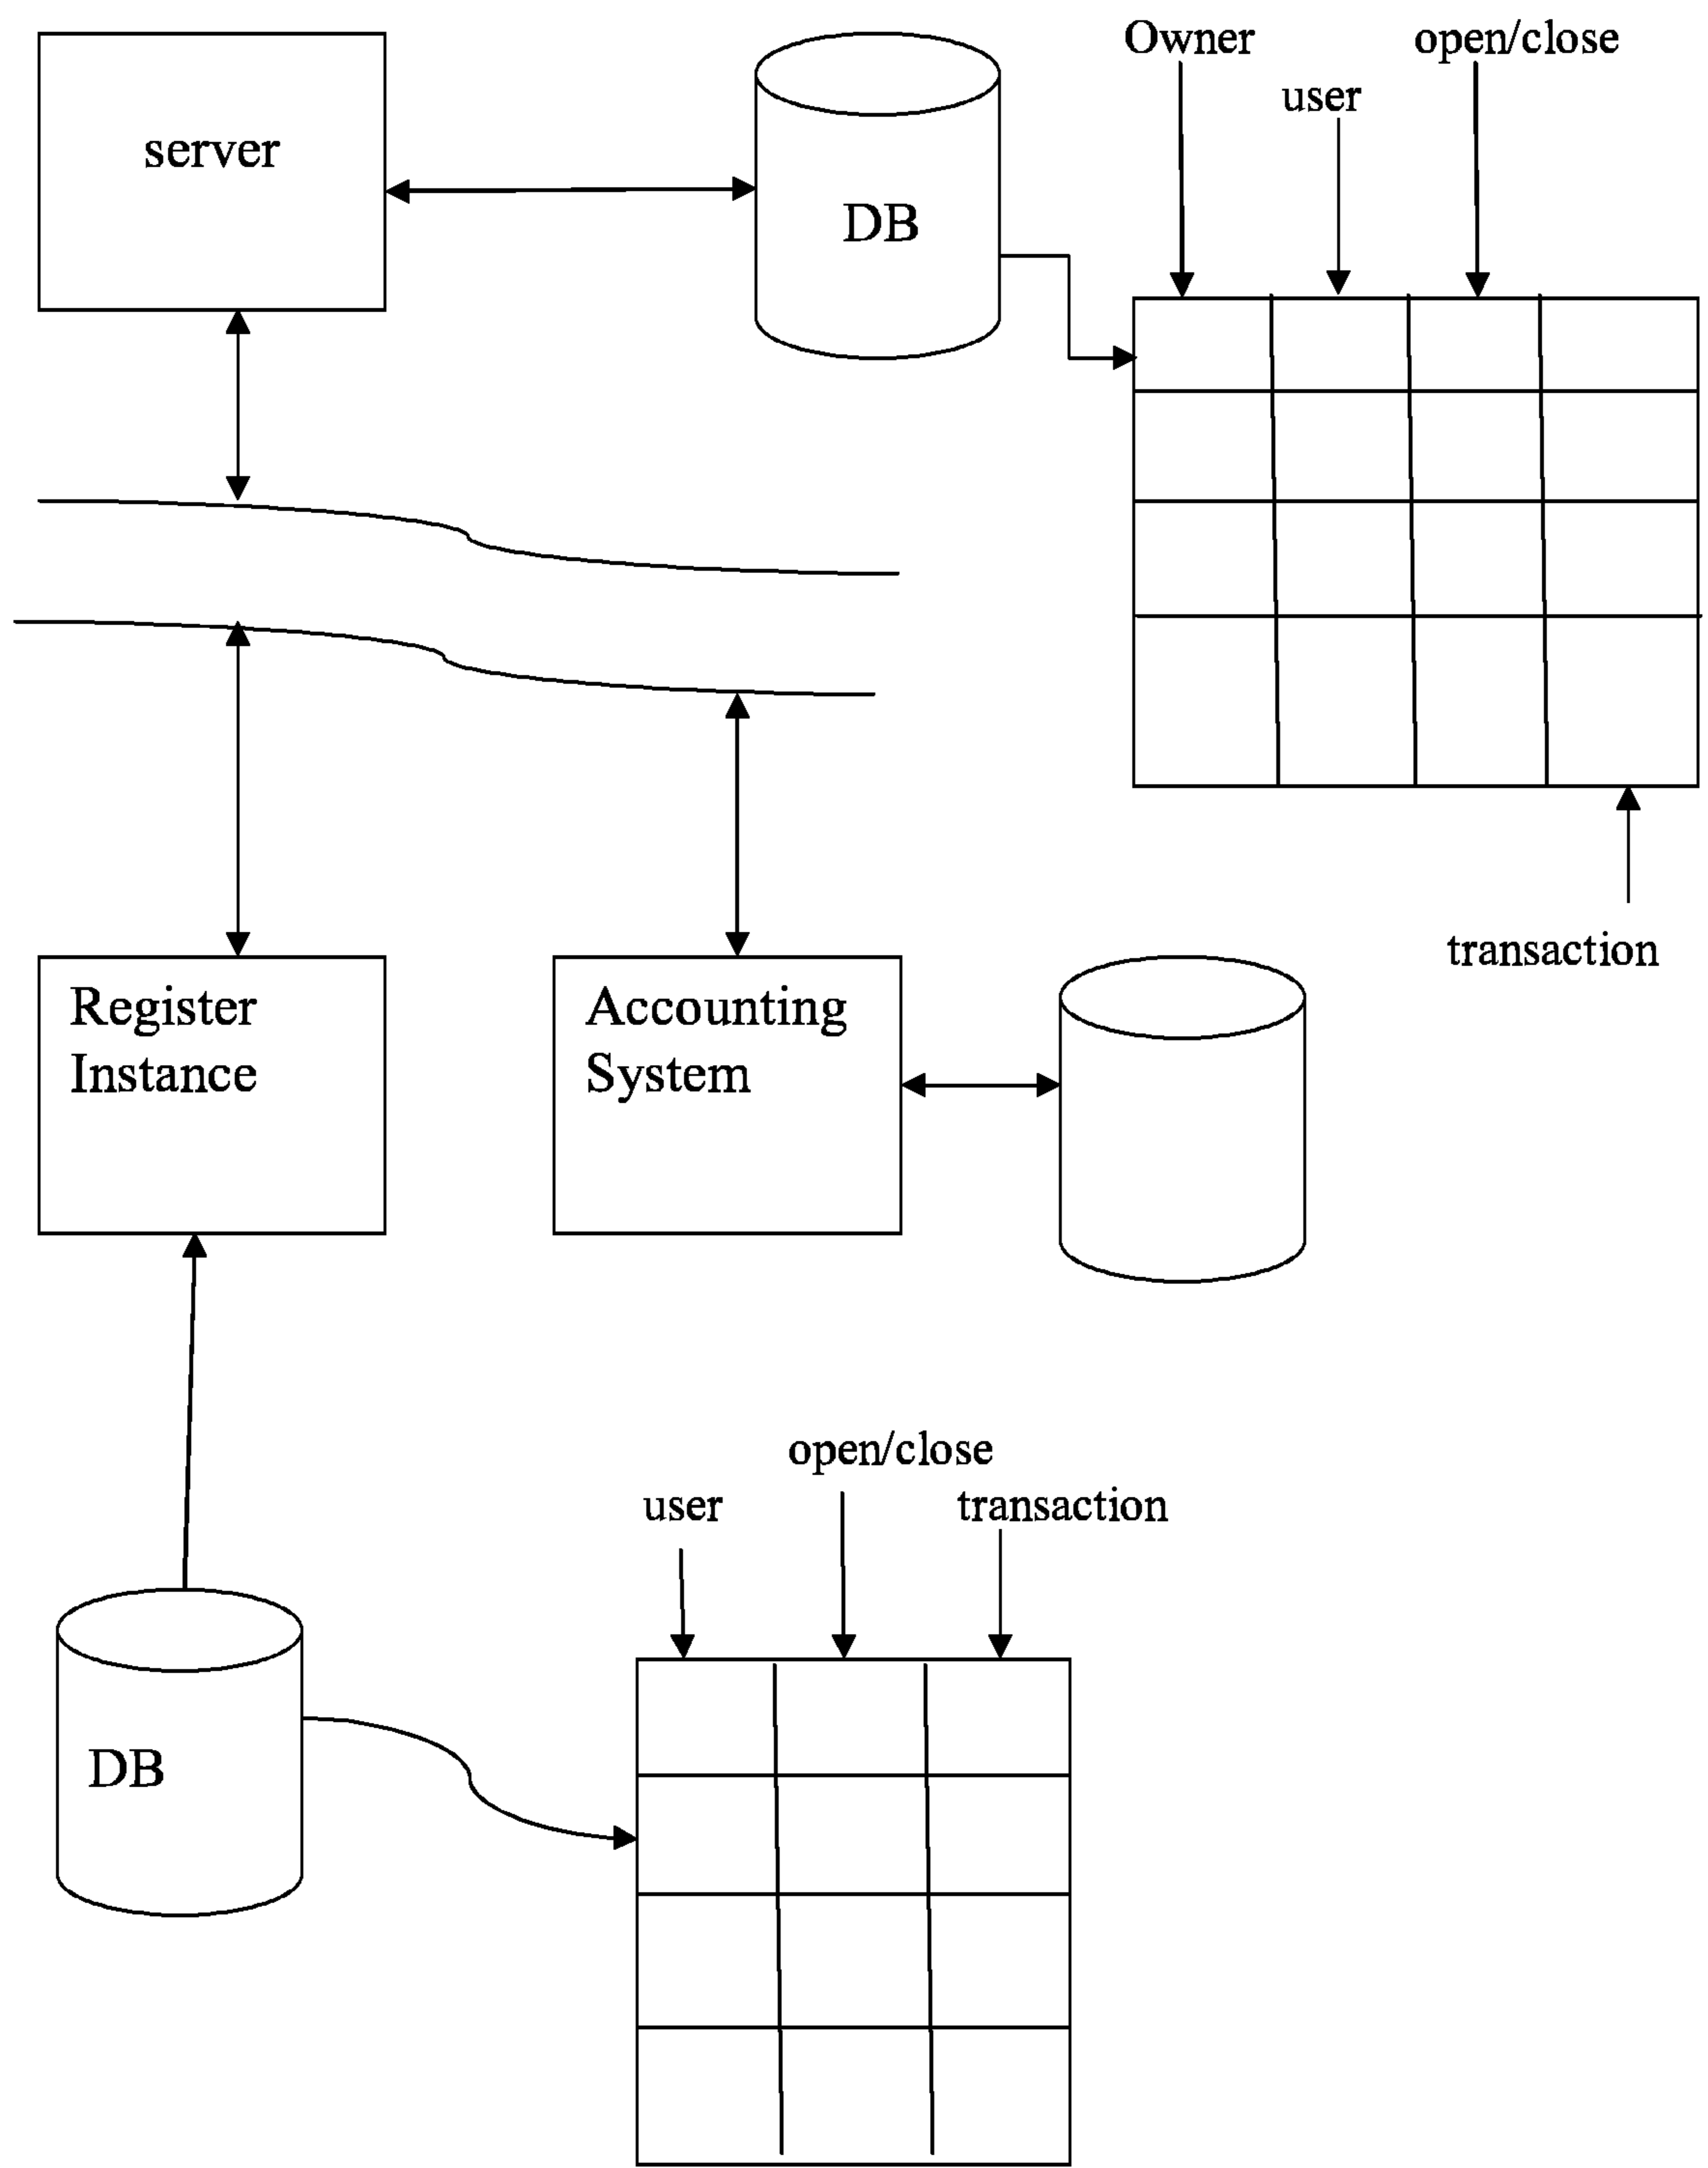 Owner
open/close
user
server
DB
transaction
Register
Instance
Accounting
System
open/close
user
transaction
DB